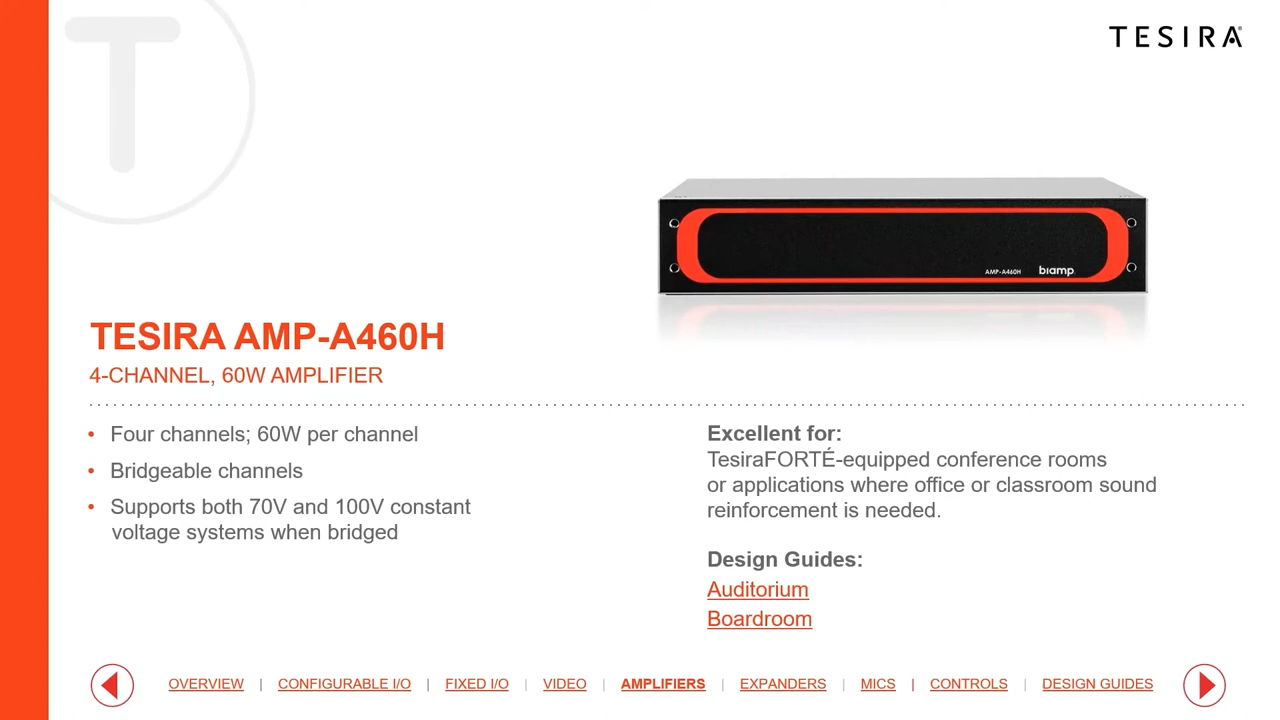 T
TESIRA
AMP-A460H
biamp
TESIRA AMP-A460H
4-CHANNEL, 60W AMPLIFIER
• Four channels; 60W per channel
• Bridgeable channels
• Supports both 70V and 100V constant
voltage systems when bridged
Excellent for:
TesiraFORTÉ-equipped conference rooms
or applications where office or classroom sound
reinforcement is needed.
Design Guides:
Auditorium
Boardroom
OVERVIEW | CONFIGURABLE I/O | FIXED I/O | VIDEO | AMPLIFIERS | EXPANDERS | MICS | CONTROLS | DESIGN GUIDES